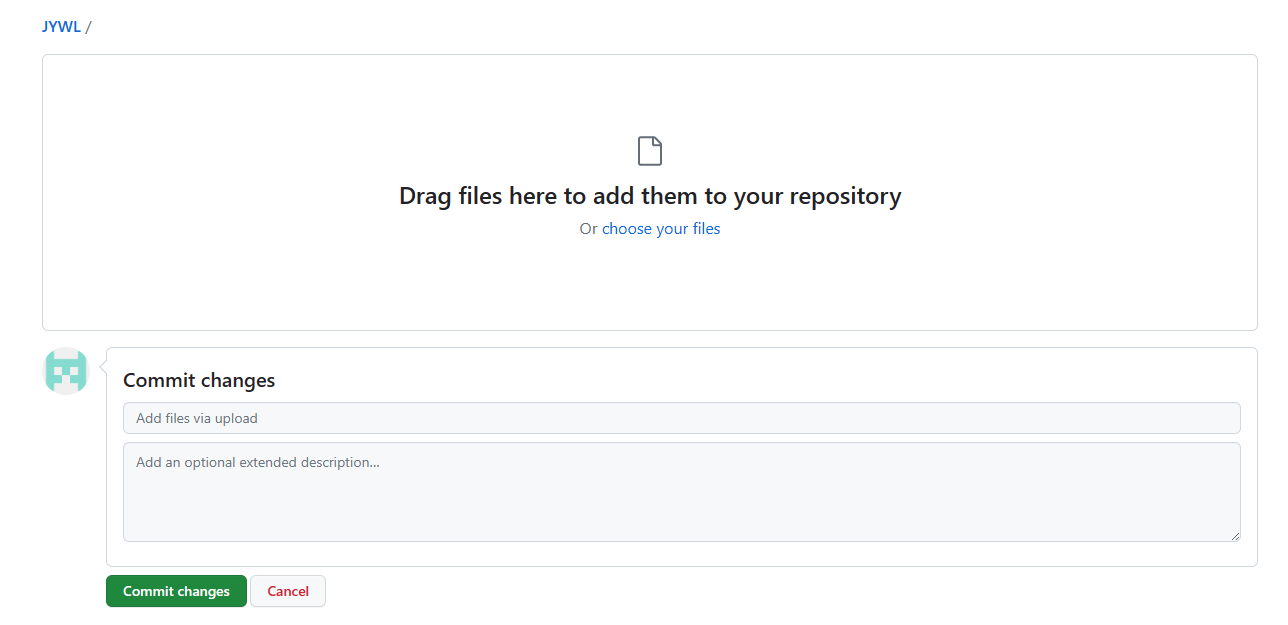 JYWL /
Drag files here to add them to your repository
Or choose your files
Commit changes
Add files via upload
Add an optional extended description...
Commit changes
Cancel